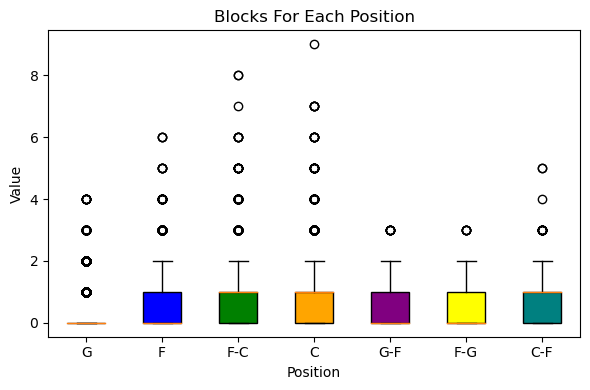 Blocks For Each Position
Value
8
6
4
2
0
G F F-C C G-F F-G C-F
Position